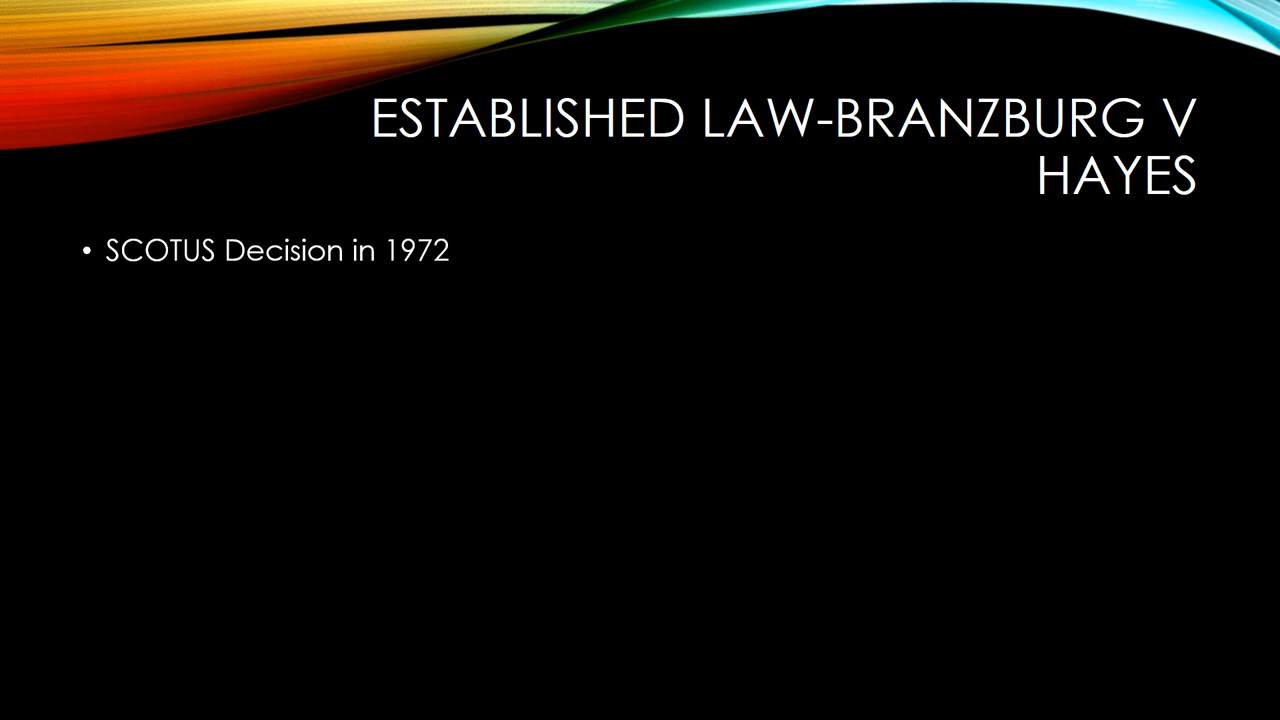 ESTABLISHED LAW-BRANZBURG V
HAYES
• SCOTUS Decision in 1972